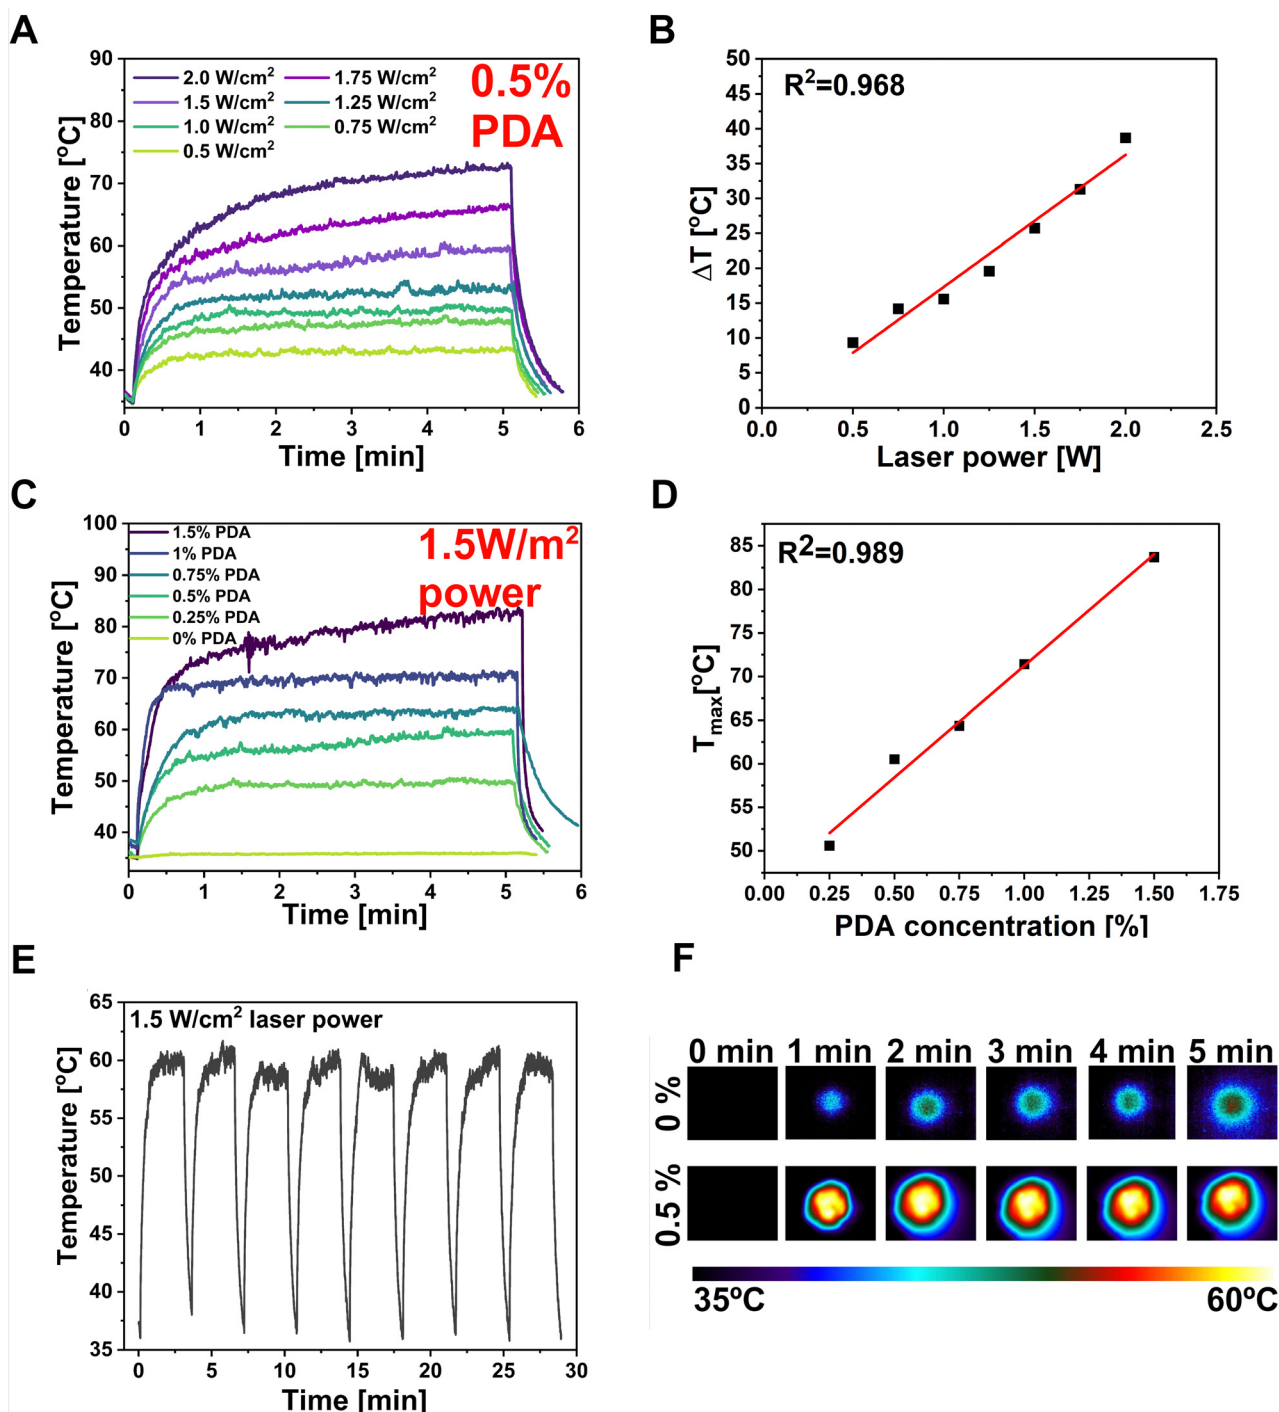 A
90
80
70
60
50
40
Temperature [ºC]
2.0 W/cm²
1.75 W/cm²
1.5 W/cm²
1.25 W/cm²
1.0 W/cm²
0.75 W/cm²
0.5 W/cm²
0.5%
PDA
0 1 2 3 4 5 6
Time [min]
B
50
45
40
35
30
25
20
15
10
5
0
ΔT [ºC]
R²=0.968
0.0 0.5 1.0 1.5 2.0 2.5
Laser power [W]
C
100
90
80
70
60
50
40
Temperature [ºC]
1.5% PDA
1% PDA
0.75% PDA
0.5% PDA
0.25% PDA
0% PDA
1.5W/m²
power
0 1 2 3 4 5 6
Time [min]
D
85
80
75
70
65
60
55
50
Tmax[ºC]
R²=0.989
0.00 0.25 0.50 0.75 1.00 1.25 1.50 1.75
PDA concentration [%]
E
65
60
55
50
45
40
35
Temperature [ºC]
1.5 W/cm² laser power
0 5 10 15 20 25 30
Time [min]
F
0 min 1 min 2 min 3 min 4 min 5 min
0 %
0.5 %
35ºC 60ºC